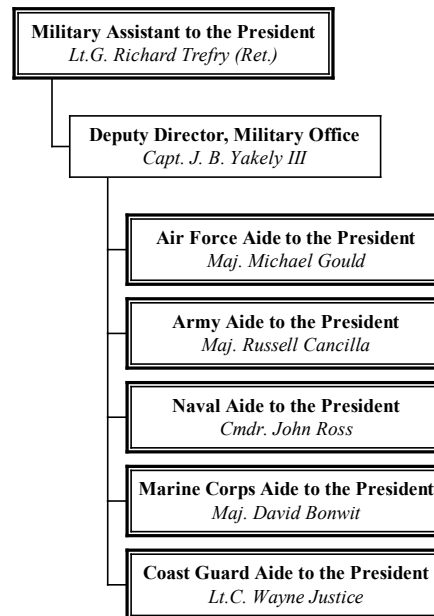 Military Assistant to the President
Lt.G. Richard Trefry (Ret.)
Deputy Director, Military Office
Capt. J. B. Yakely III
Air Force Aide to the President
Maj. Michael Gould
Army Aide to the President
Maj. Russell Cancilla
Naval Aide to the President
Cmdr. John Ross
Marine Corps Aide to the President
Maj. David Bonwit
Coast Guard Aide to the President
Lt.C. Wayne Justice